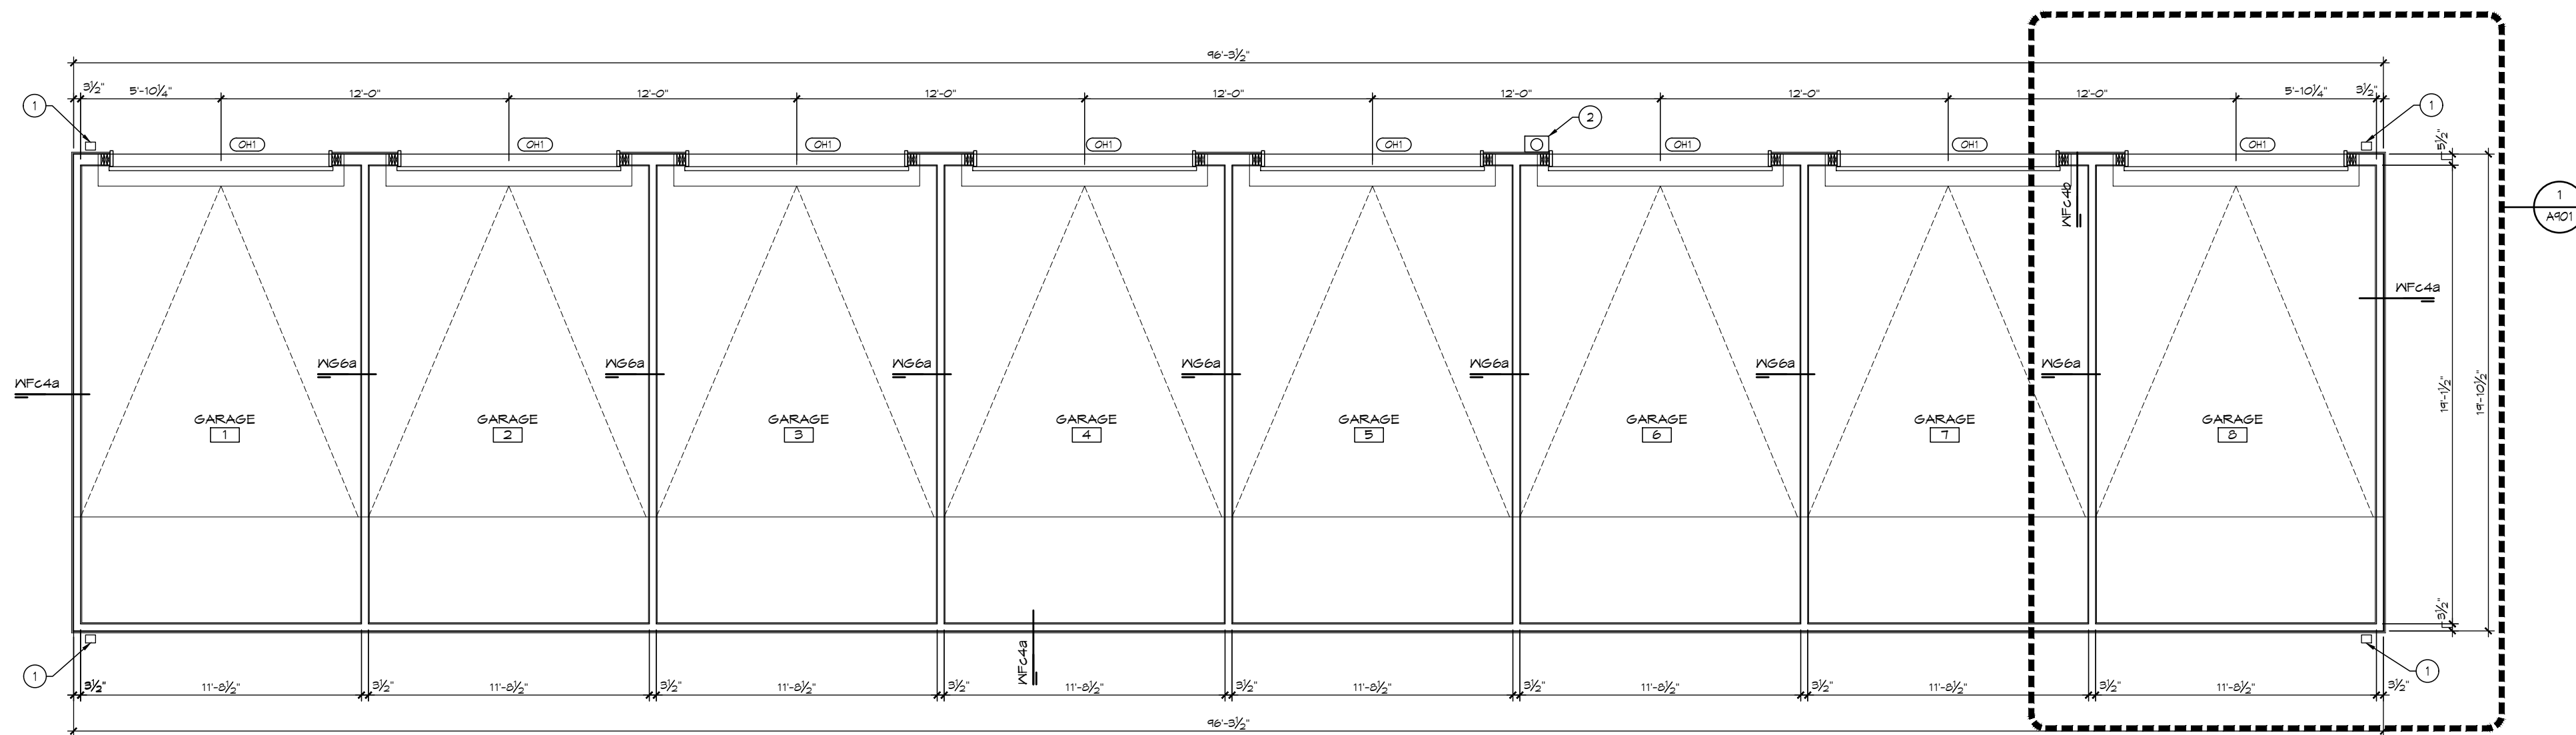 96'-3½"
3½"
5'-10¼"
12'-0"
12'-0"
12'-0"
12'-0"
12'-0"
12'-0"
12'-0"
5'-10¼"
3½"
1
2
1
OH1
OH1
OH1
OH1
OH1
OH1
OH1
OH1
5½"
WFc4b
1
A901
WFc4a
WG6a
WG6a
WG6a
WG6a
WG6a
WG6a
WG6a
WFc4a
19'-1½"
19'-10½"
GARAGE
1
GARAGE
2
GARAGE
3
GARAGE
4
GARAGE
5
GARAGE
6
GARAGE
7
GARAGE
8
3½"
WFc4a
1
1
3½"
11'-8½"
3½"
11'-8½"
3½"
11'-8½"
3½"
11'-8½"
3½"
11'-8½"
3½"
11'-8½"
3½"
11'-8½"
3½"
11'-8½"
3½"
96'-3½"